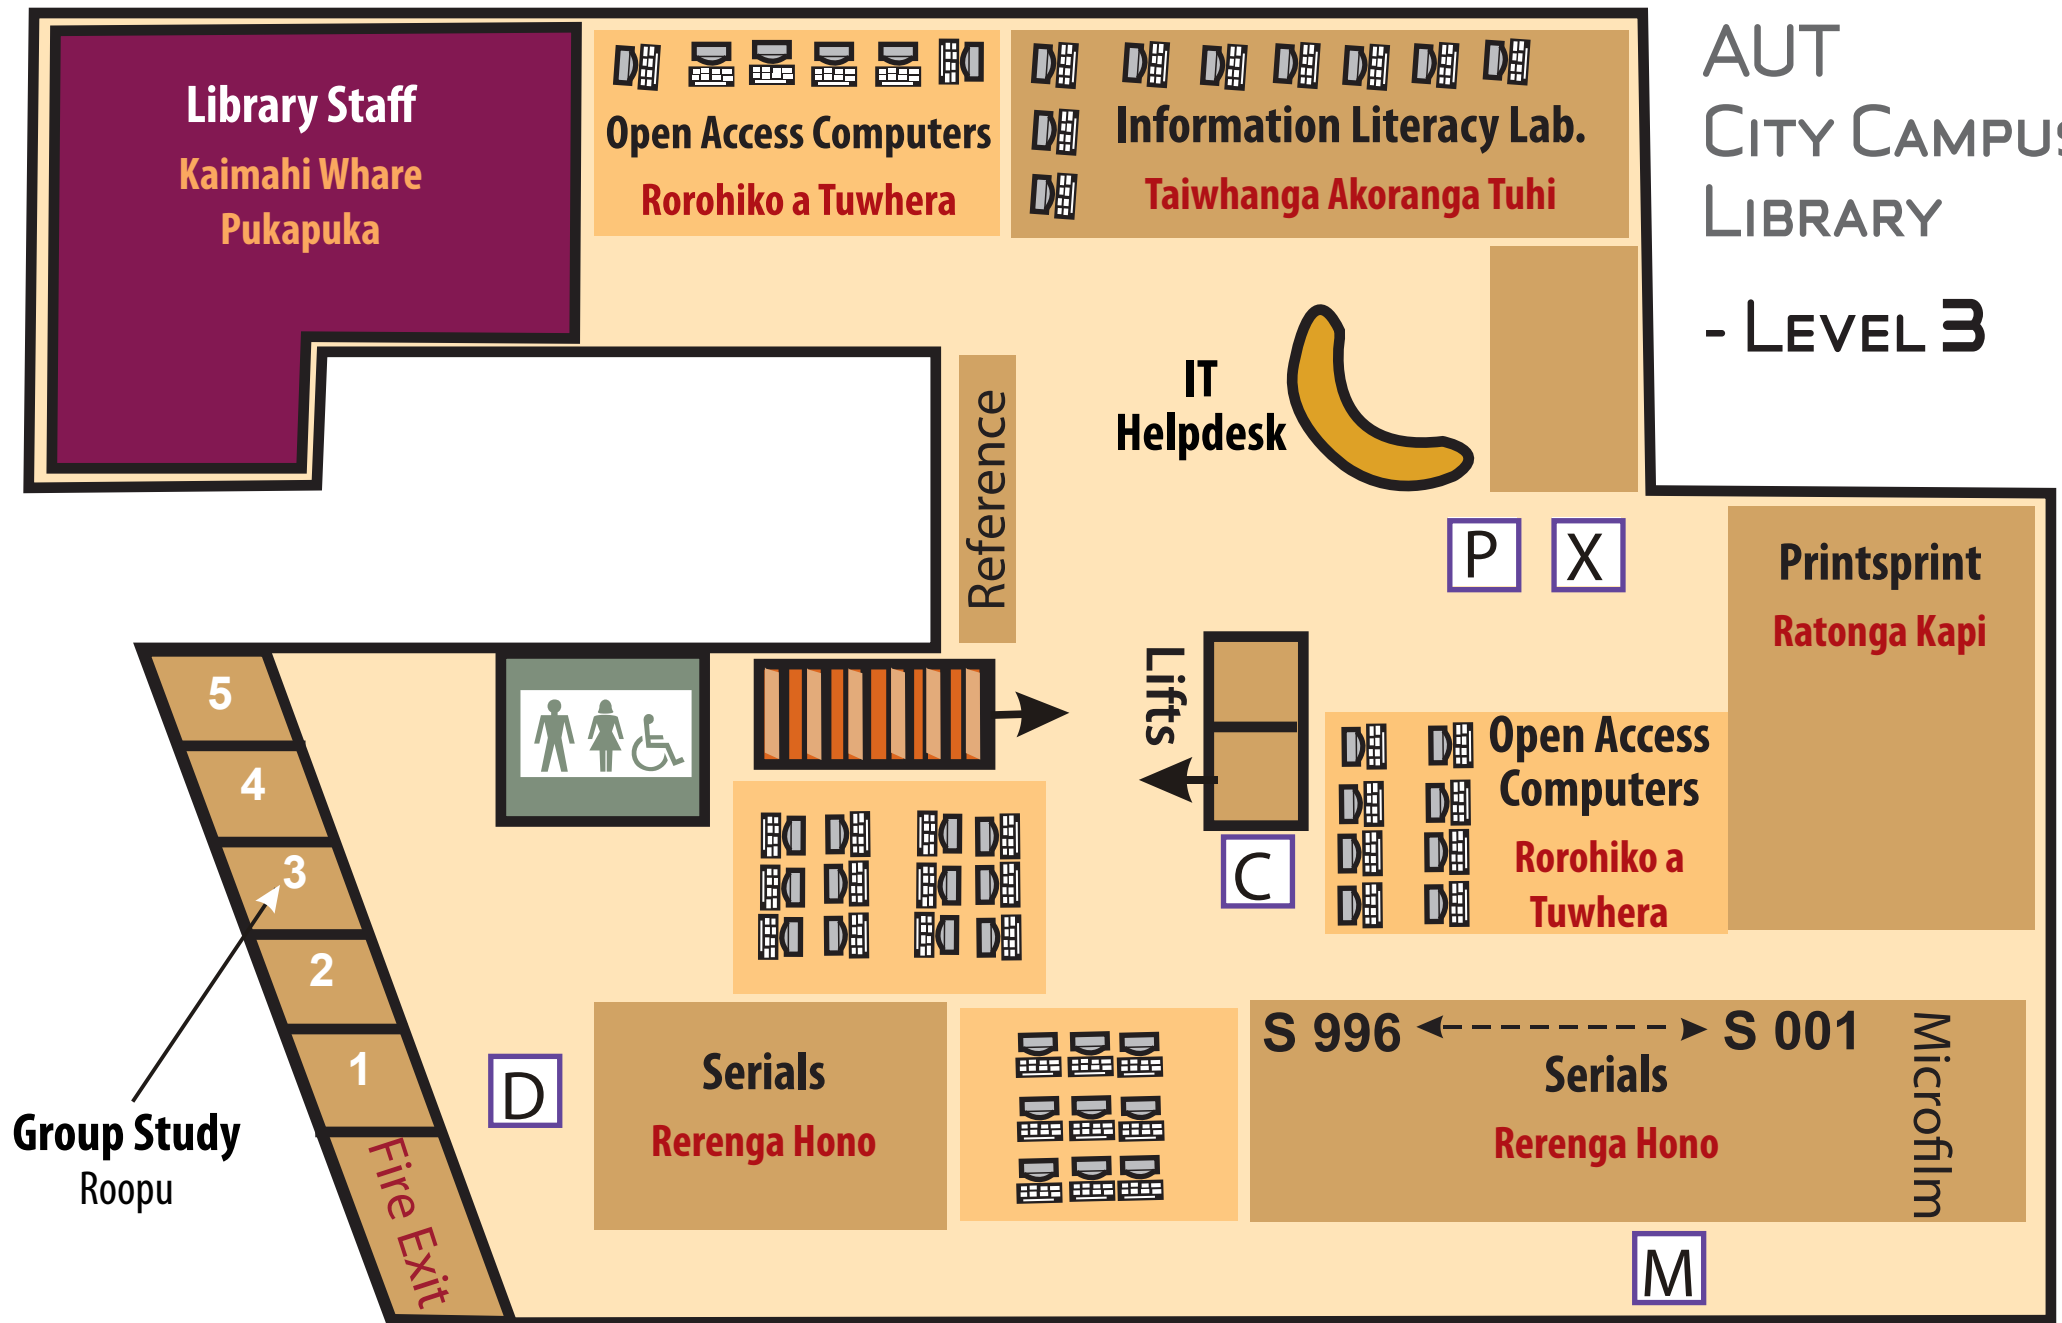 AUT
CITY CAMPUS
LIBRARY
- LEVEL 3
Library Staff
Kaimahi Whare
Pukapuka
Open Access Computers
Rorohiko a Tuwhera
Information Literacy Lab.
Taiwhanga Akoranga Tuhi
IT
Helpdesk
Reference
P
X
Printsprint
Ratonga Kapi
Lifts
Open Access
Computers
Rorohiko a
Tuwhera
C
5
4
3
2
1
Fire Exit
Group Study
Roopu
D
Serials
Rerenga Hono
S 996
S 001
Serials
Rerenga Hono
Microfilm
M